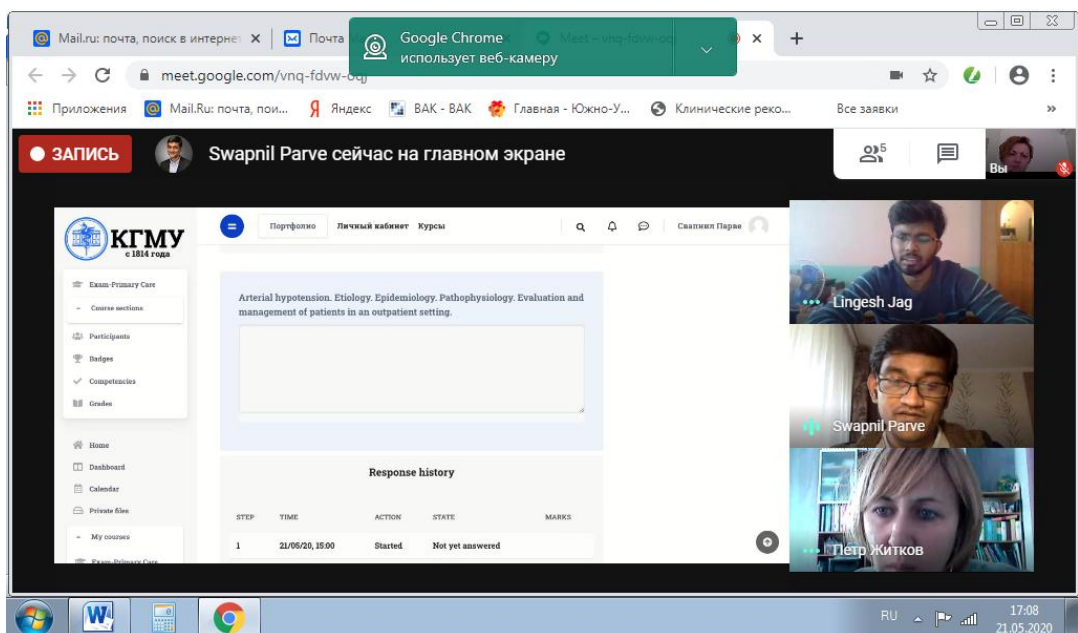 Mail.ru: почта, поиск в интернет
Почта
Meet – vnq-fdvw-oqj
Google Chrome
использует веб-камеру
meet.google.com/vnq-fdvw-oqj
Приложения
Mail.Ru: почта, пои...
Яндекс
ВАК - ВАК
Главная - Южно-У...
Клинические реко...
Все заявки
ЗАПИСЬ
Swapnil Parve сейчас на главном экране
5
Вы
КГМУ
с 1814 года
Портфолио
Личный кабинет
Курсы
Свапнил Парве
Exam-Primary Care
Course sections
Participants
Badges
Competencies
Grades
Home
Dashboard
Calendar
Private files
My courses
Exam-Primary Care
Arterial hypotension. Etiology. Epidemiology. Pathophysiology. Evaluation and
management of patients in an outpatient setting.
Response history
STEP TIME ACTION STATE MARKS
1 21/05/20, 15:00 Started Not yet answered
Lingesh Jag
Swapnil Parve
Петр Житков
RU
17:08
21.05.2020